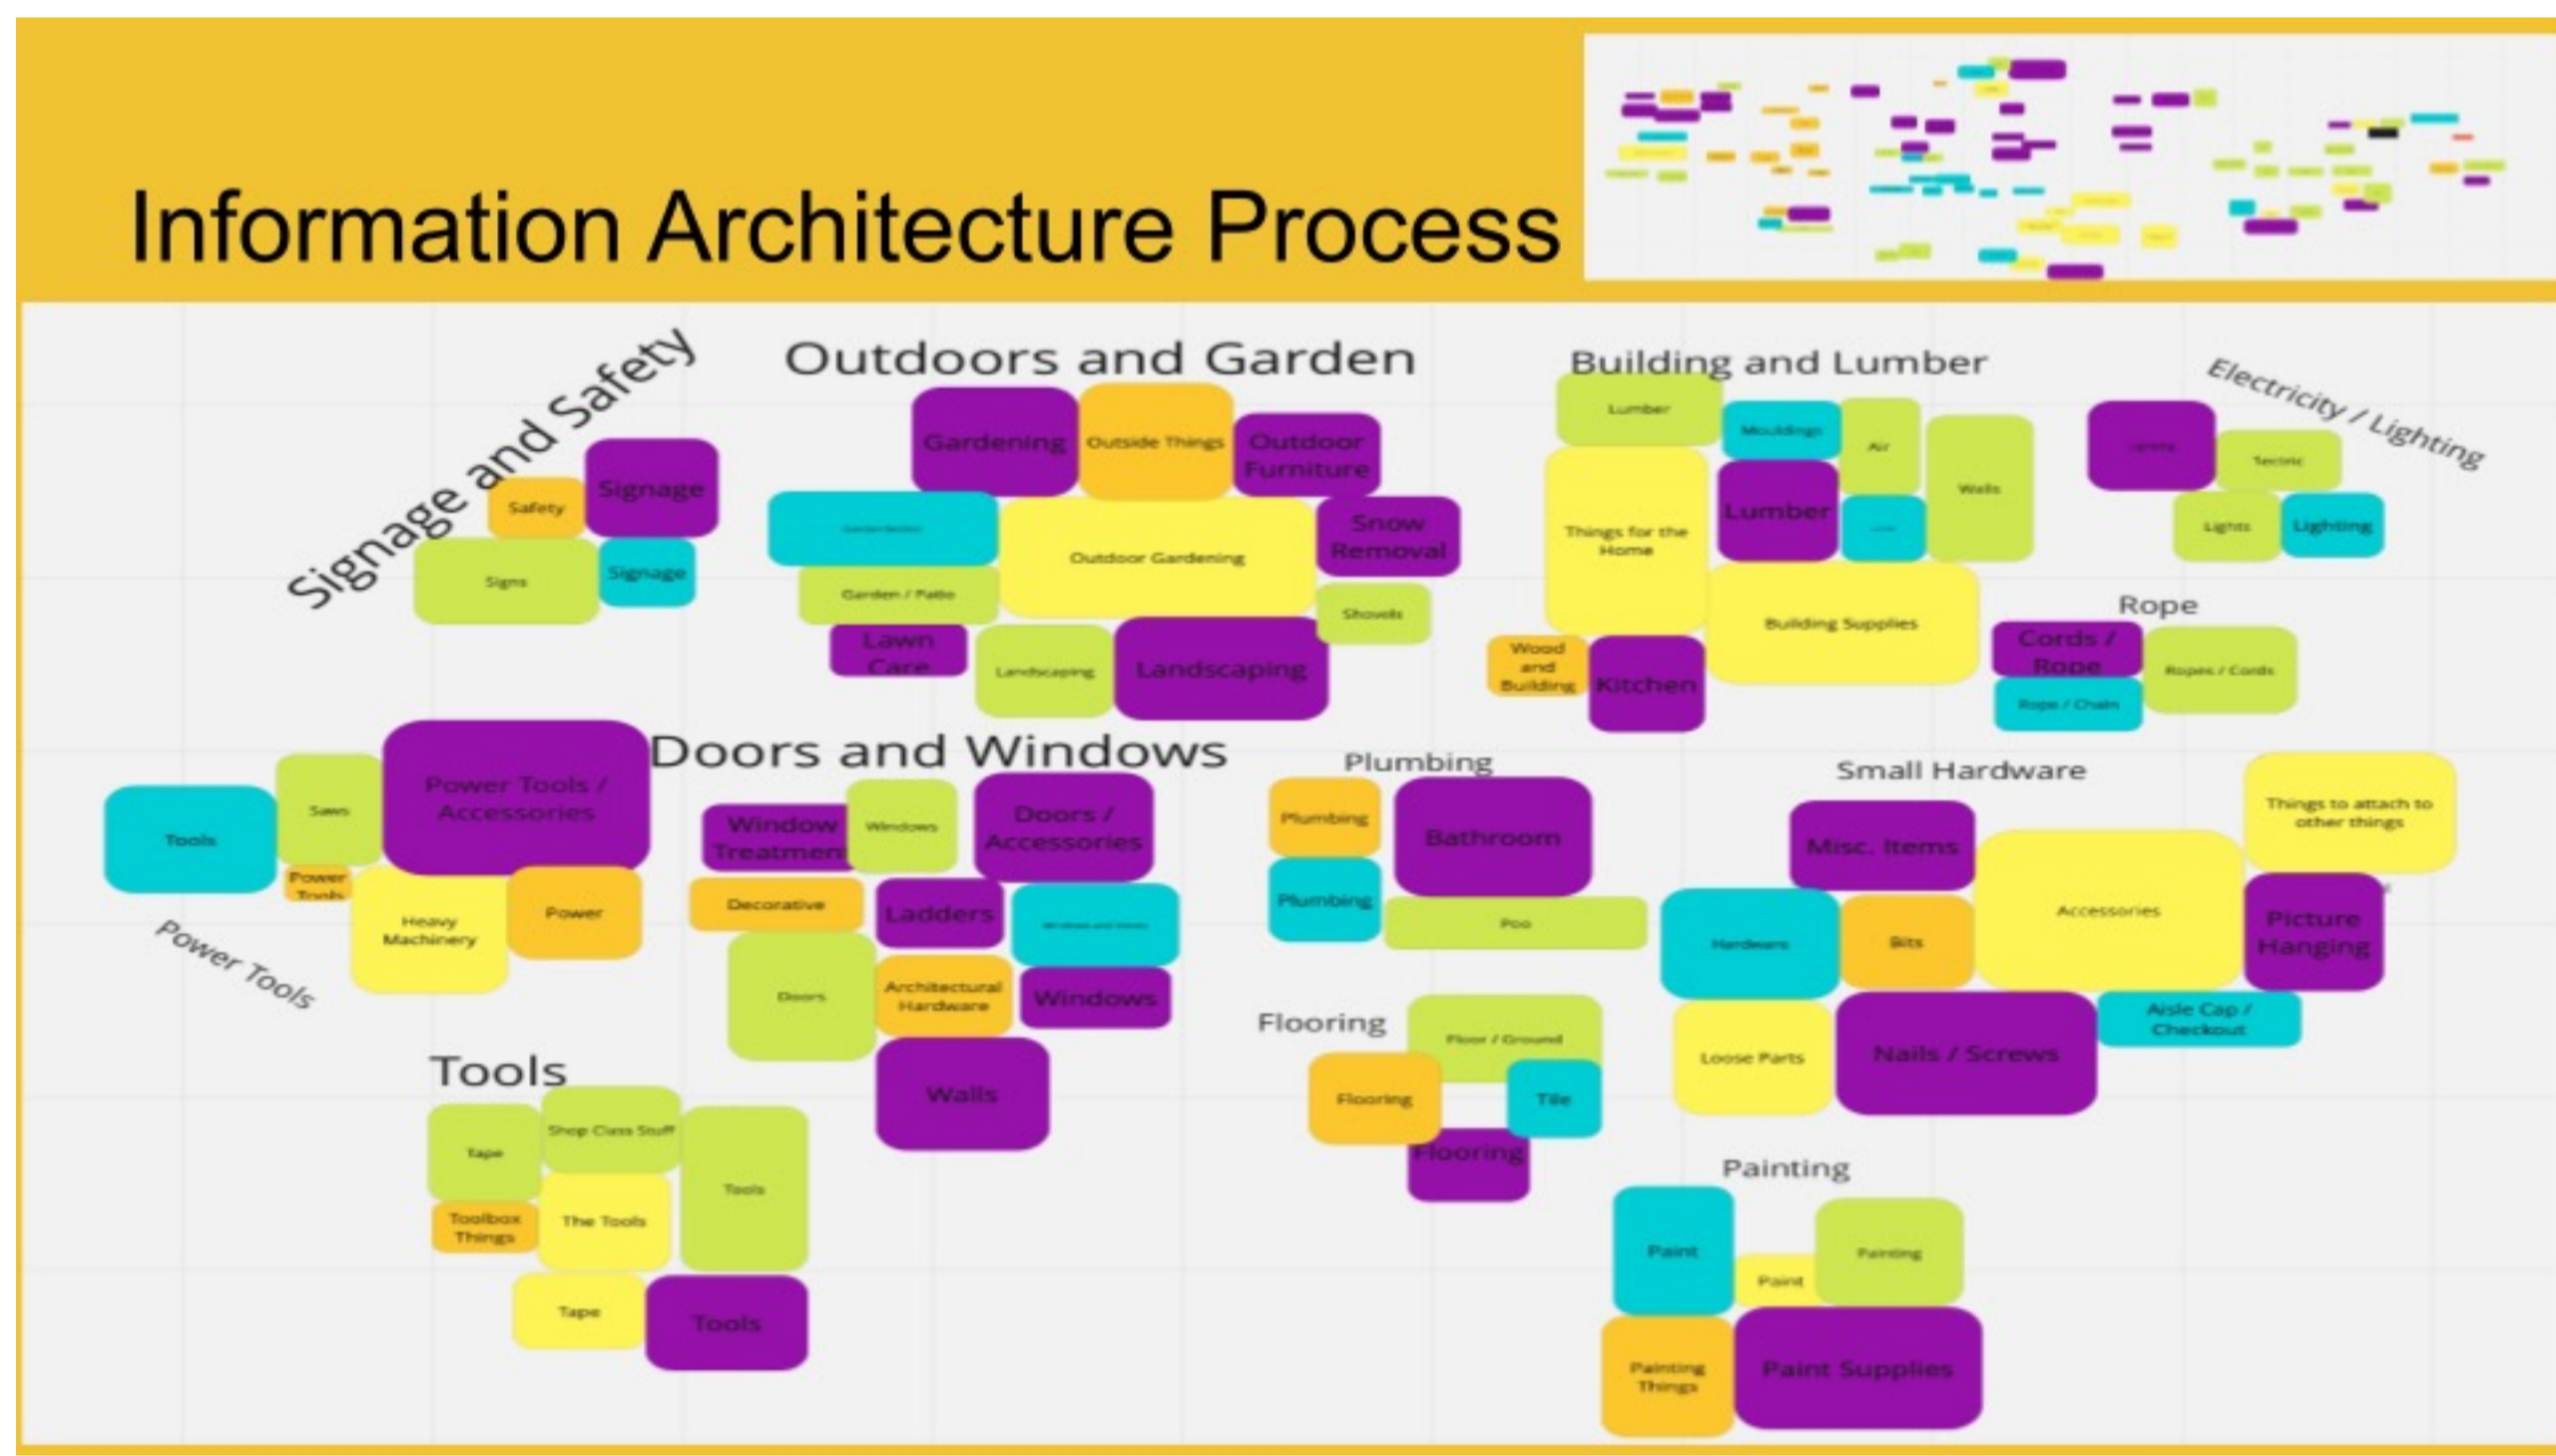 Information Architecture Process
Signage and Safety
Safety
Signage
Signs
Signage
Outdoors and Garden
Gardening
Outside Things
Outdoor
Furniture
Outdoor Gardening
Snow
Removal
Garden / Patio
Shovels
Lawn
Care
Landscaping
Landscaping
Building and Lumber
Lumber
Mouldings
Air
Walls
Things for the
Home
Lumber
Building Supplies
Wood
and
Building
Kitchen
Electricity / Lighting
Lights
Lighting
Rope
Cords /
Rope
Ropes / Cords
Rope / Chain
Power Tools /
Accessories
Saws
Tools
Power
Tools
Heavy
Machinery
Power
Power Tools
Doors and Windows
Window
Treatment
Windows
Doors /
Accessories
Decorative
Ladders
Doors
Architectural
Hardware
Windows
Walls
Plumbing
Plumbing
Bathroom
Plumbing
Poo
Small Hardware
Things to attach to
other things
Misc. Items
Accessories
Hardware
Bits
Picture
Hanging
Loose Parts
Nails / Screws
Aisle Cap /
Checkout
Flooring
Floor / Ground
Flooring
Tile
Flooring
Tools
Tape
Shop Class Stuff
Tools
Toolbox
Things
The Tools
Tape
Tools
Painting
Paint
Paint
Painting
Painting
Things
Paint Supplies